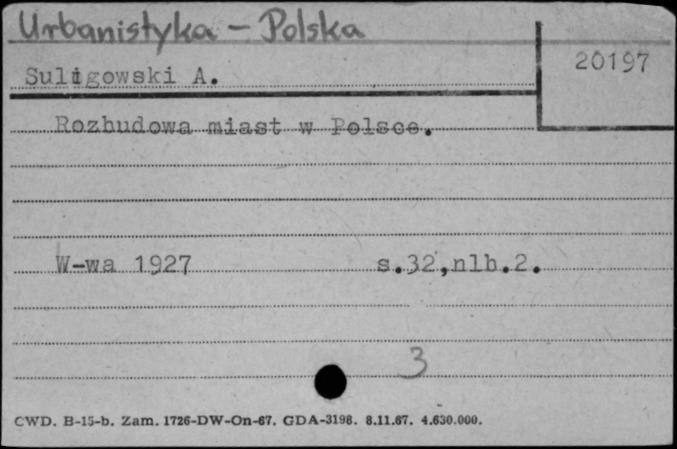 Urbanistyka – Polska
20197
Suligowski A.
Rozbudowa miast w Polsce.
W-wa 1927 s.32,nlb.2.
3
CWD. B-15-b. Zam. 1726-DW-On-67. GDA-3198. 8.11.67. 4.630.000.